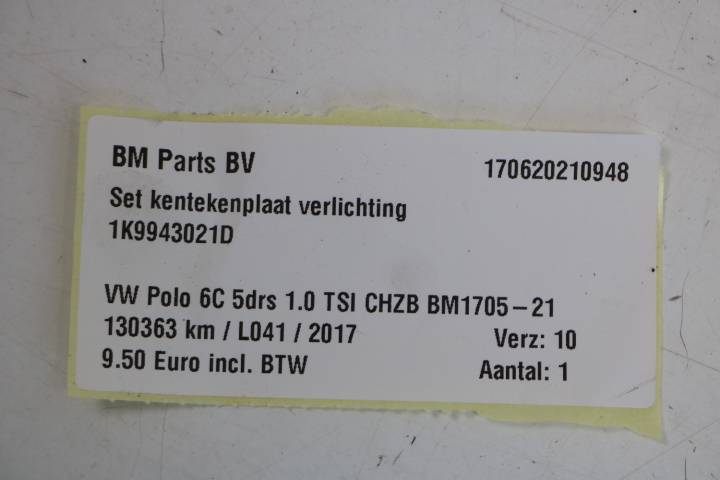 BM Parts BV 170620210948
Set kentekenplaat verlichting
1K9943021D
VW Polo 6C 5drs 1.0 TSI CHZB BM1705-21
130363 km / L041 / 2017 Verz: 10
9.50 Euro incl. BTW Aantal: 1